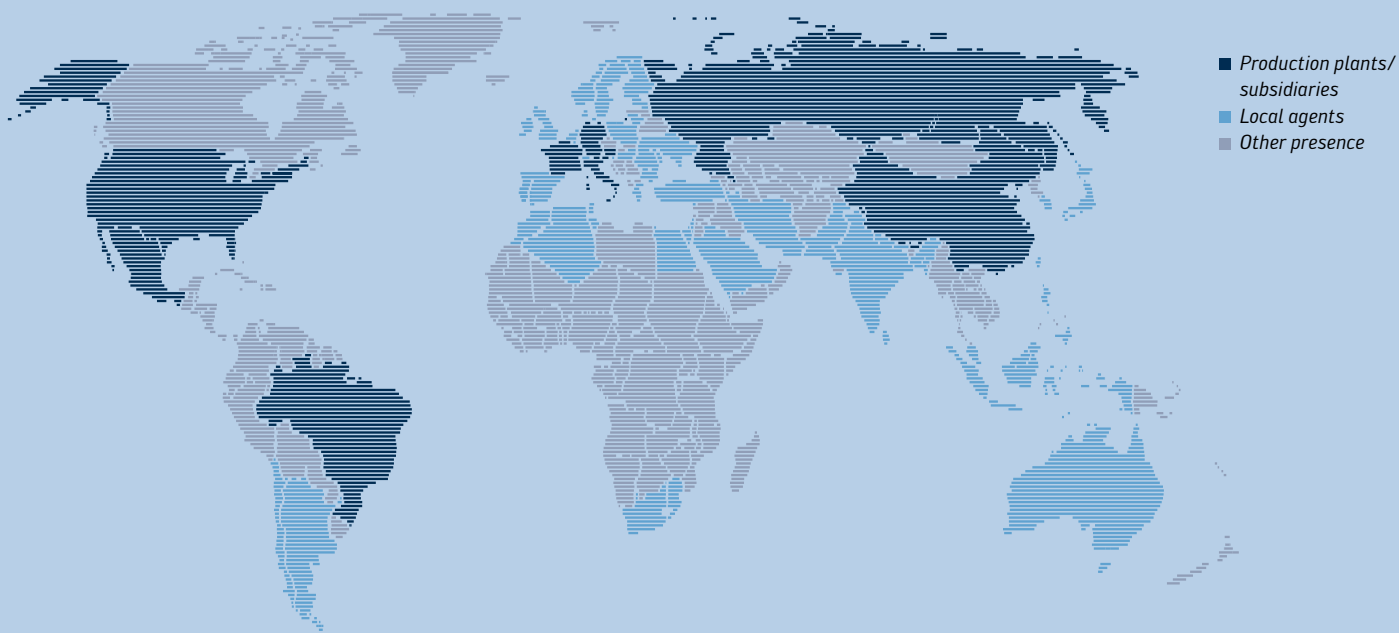 Production plants/
subsidiaries
Local agents
Other presence